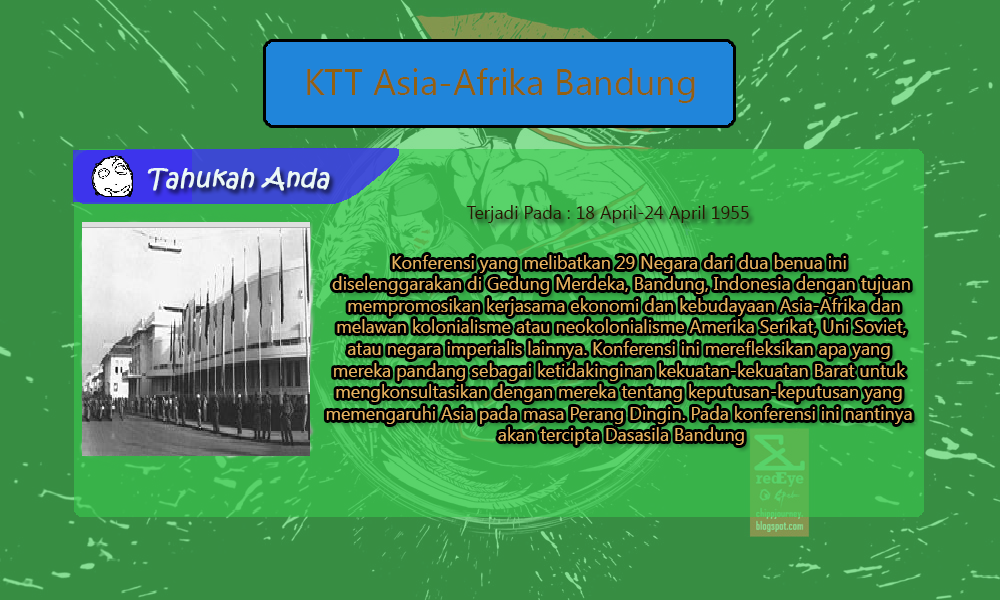 KTT Asia-Afrika Bandung
Tahukah Anda
Terjadi Pada : 18 April-24 April 1955
Konferensi yang melibatkan 29 Negara dari dua benua ini
diselenggarakan di Gedung Merdeka, Bandung, Indonesia dengan tujuan
mempromosikan kerjasama ekonomi dan kebudayaan Asia-Afrika dan
melawan kolonialisme atau neokolonialisme Amerika Serikat, Uni Soviet,
atau negara imperialis lainnya. Konferensi ini merefleksikan apa yang
mereka pandang sebagai ketidakinginan kekuatan-kekuatan Barat untuk
mengkonsultasikan dengan mereka tentang keputusan-keputusan yang
memengaruhi Asia pada masa Perang Dingin. Pada konferensi ini nantinya
akan tercipta Dasasila Bandung
redEye
blogspot.com